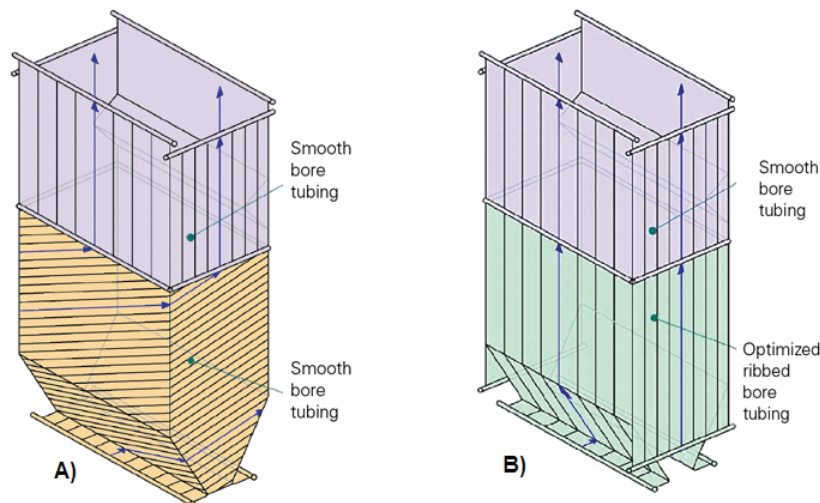 Smooth
bore
tubing
Smooth
bore
tubing
A)
Smooth
bore
tubing
Optimized
ribbed
bore
tubing
B)